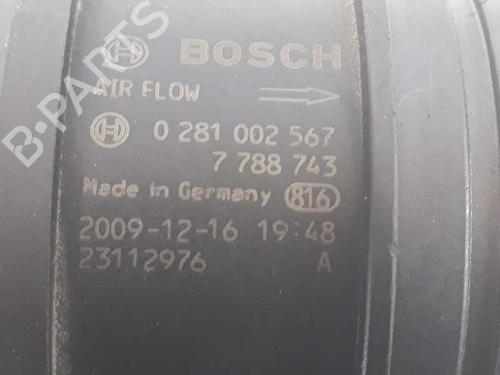 BOSCH
AIR FLOW
0 281 002 567
7 788 743
Made in Germany 816
2009-12-16 19:48
23112976 A
B-PARTS